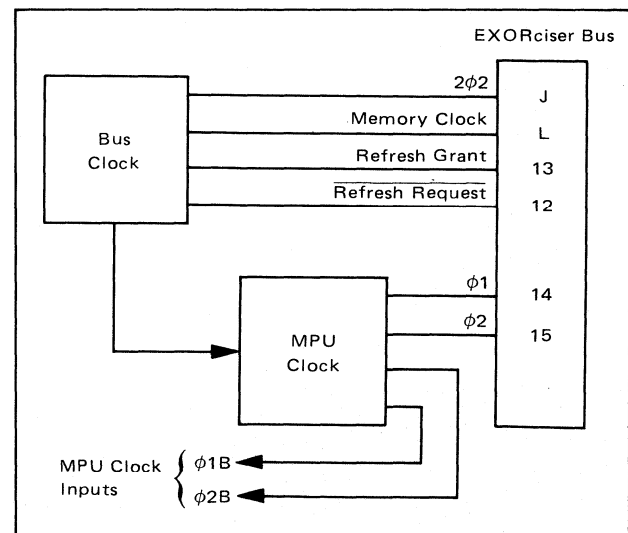 EXORciser Bus
2ϕ2
J
Memory Clock
L
Bus
Clock
Refresh Grant
13
Refresh Request
12
ϕ1
14
ϕ2
15
MPU
Clock
MPU Clock
Inputs
ϕ1B
ϕ2B